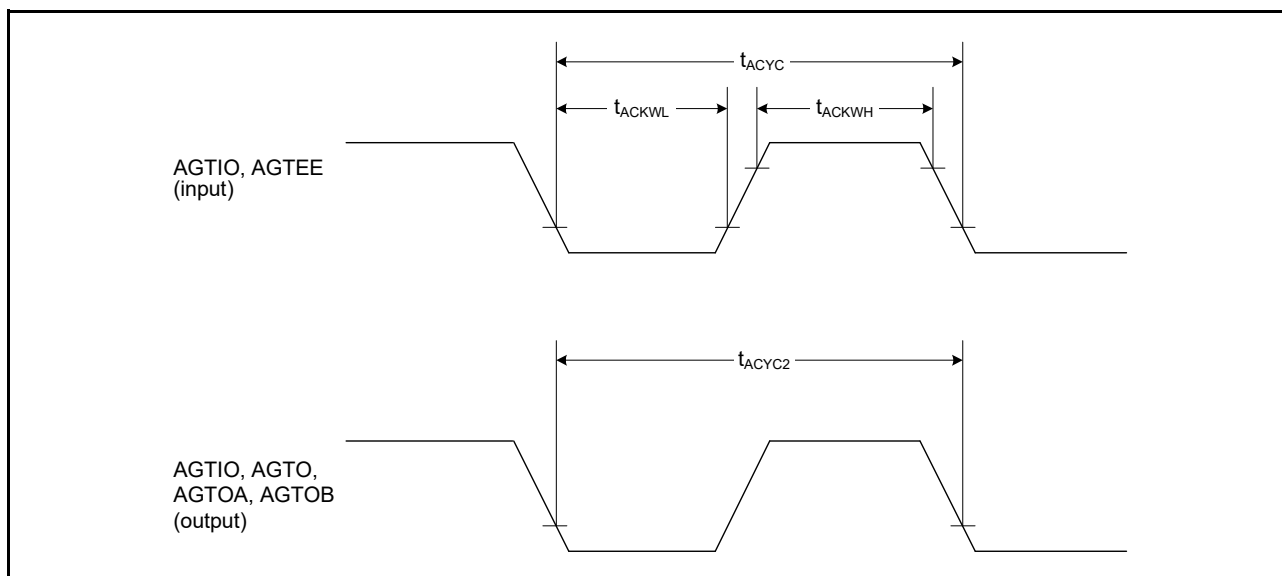 tACYC
tACKWL
tACKWH
AGTIO, AGTEE
(input)
tACYC2
AGTIO, AGTO,
AGTOA, AGTOB
(output)